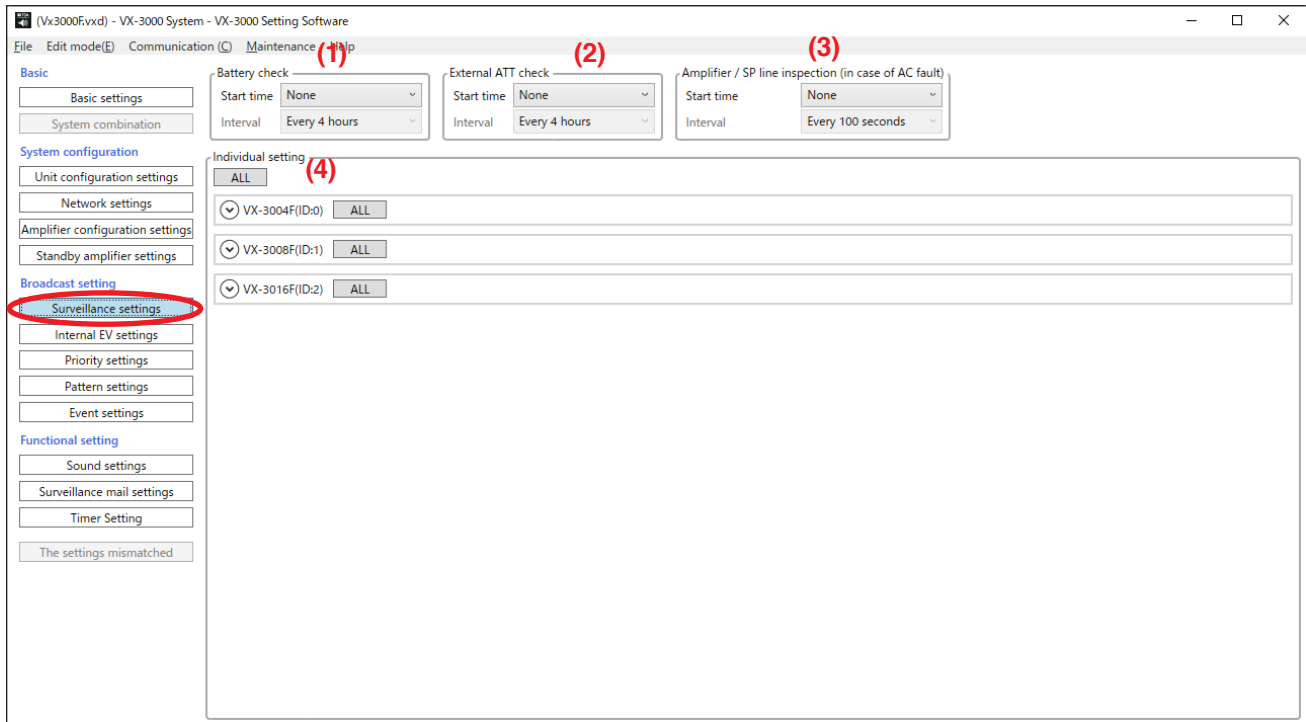 (Vx3000F.vxd) - VX-3000 System - VX-3000 Setting Software
File Edit mode(E) Communication (C) Maintenance Help
(1) (2) (3)
Basic
Basic settings
System combination
System configuration
Unit configuration settings
Network settings
Amplifier configuration settings
Standby amplifier settings
Broadcast setting
Surveillance settings
Internal EV settings
Priority settings
Pattern settings
Event settings
Functional setting
Sound settings
Surveillance mail settings
Timer Setting
The settings mismatched
Battery check
Start time None
Interval Every 4 hours
External ATT check
Start time None
Interval Every 4 hours
Amplifier / SP line inspection (in case of AC fault)
Start time None
Interval Every 100 seconds
Individual setting
(4)
ALL
VX-3004F(ID:0) ALL
VX-3008F(ID:1) ALL
VX-3016F(ID:2) ALL